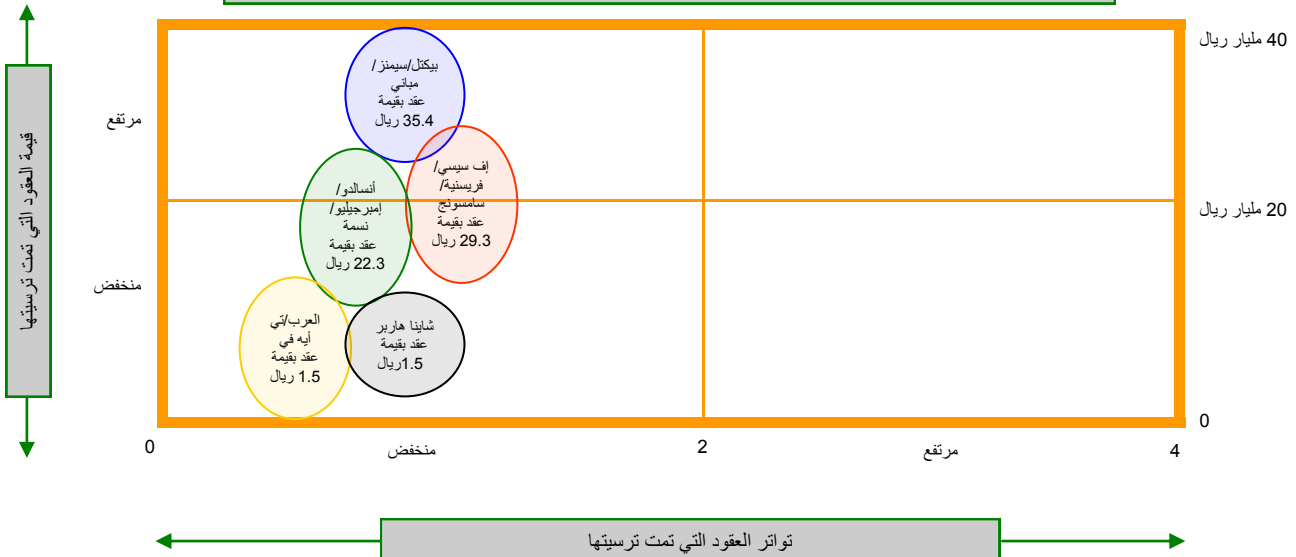 40 مليار ريال
بيكتل/سيمنز/
مباني
عقد بقيمة
35.4 ريال
مرتفع
قيمة العقود التي تمت ترسيتها
إف سيسي/
فريسنية/
سامسونج
عقد بقيمة
29.3 ريال
أنسالدو/
إمبرجيليو/
نسمة
عقد بقيمة
22.3 ريال
20 مليار ريال
منخفض
العرب/تي
أيه في
عقد بقيمة
1.5 ريال
شاينا هاربر
عقد بقيمة
1.5ريال
0
0
منخفض
2
مرتفع
4
تواتر العقود التي تمت ترسيتها